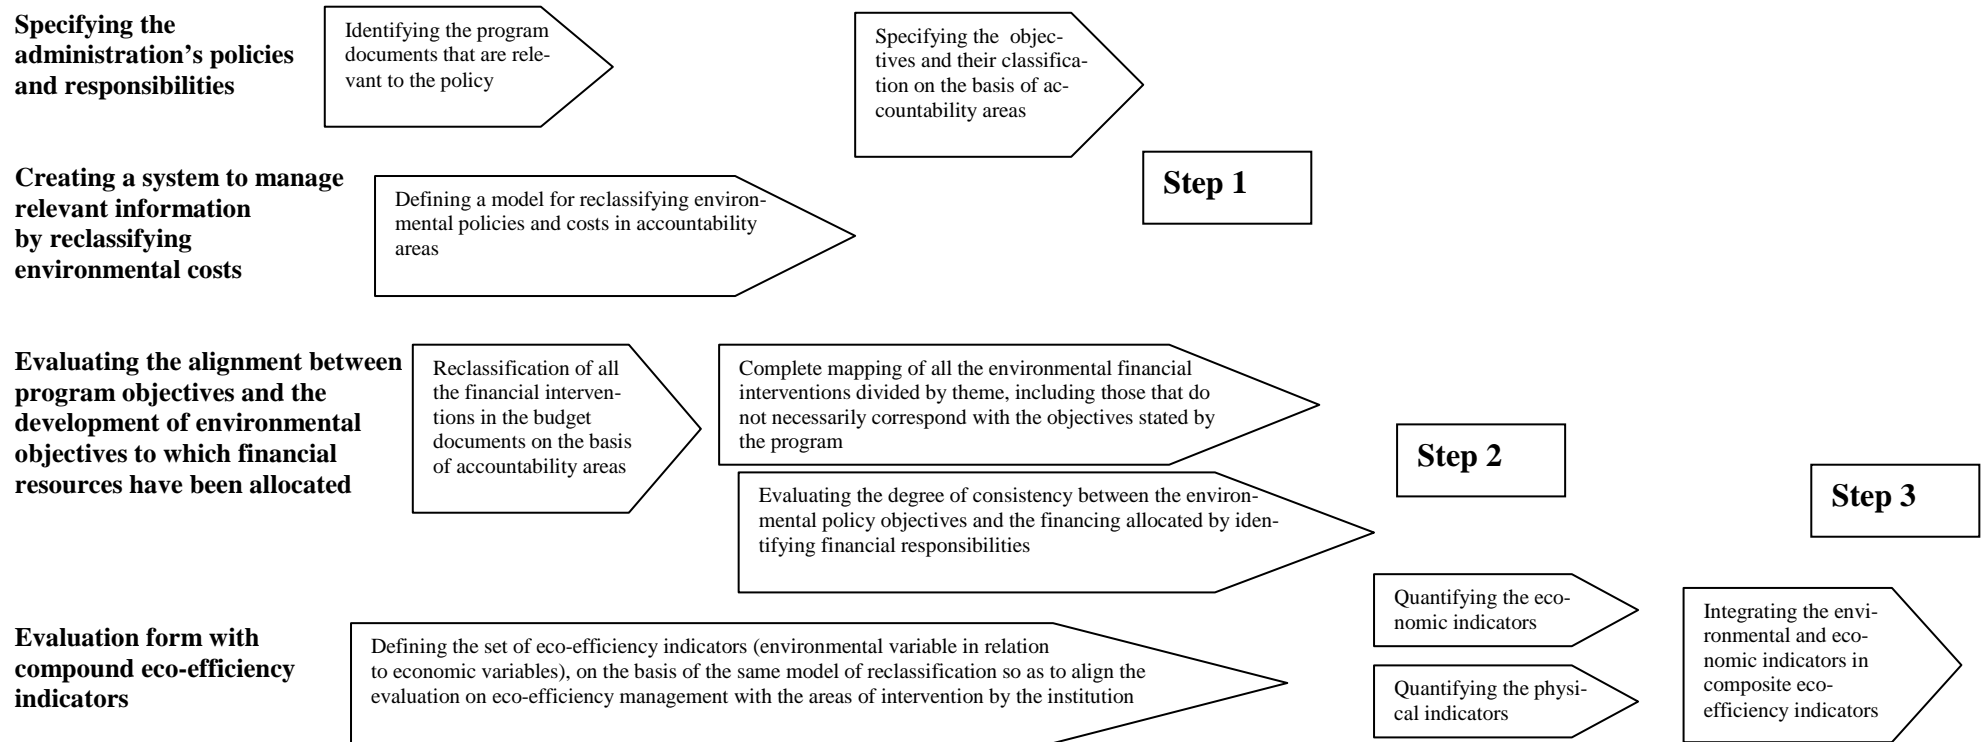 Specifying the
administration's policies
and responsibilities
Identifying the program
documents that are rele-
vant to the policy
Specifying the objec-
tives and their classifica-
tion on the basis of ac-
countability areas
Creating a system to manage
relevant information
by reclassifying
environmental costs
Defining a model for reclassifying environ-
mental policies and costs in accountability
areas
Step 1
Evaluating the alignment between
program objectives and the
development of environmental
objectives to which financial
resources have been allocated
Reclassification of all
the financial interven-
tions in the budget
documents on the basis
of accountability areas
Complete mapping of all the environmental financial
interventions divided by theme, including those that do
not necessarily correspond with the objectives stated by
the program
Evaluating the degree of consistency between the environ-
mental policy objectives and the financing allocated by iden-
tifying financial responsibilities
Step 2
Step 3
Evaluation form with
compound eco-efficiency
indicators
Defining the set of eco-efficiency indicators (environmental variable in relation
to economic variables), on the basis of the same model of reclassification so as to align the
evaluation on eco-efficiency management with the areas of intervention by the institution
Quantifying the eco-
nomic indicators
Quantifying the physi-
cal indicators
Integrating the envi-
ronmental and eco-
nomic indicators in
composite eco-
efficiency indicators